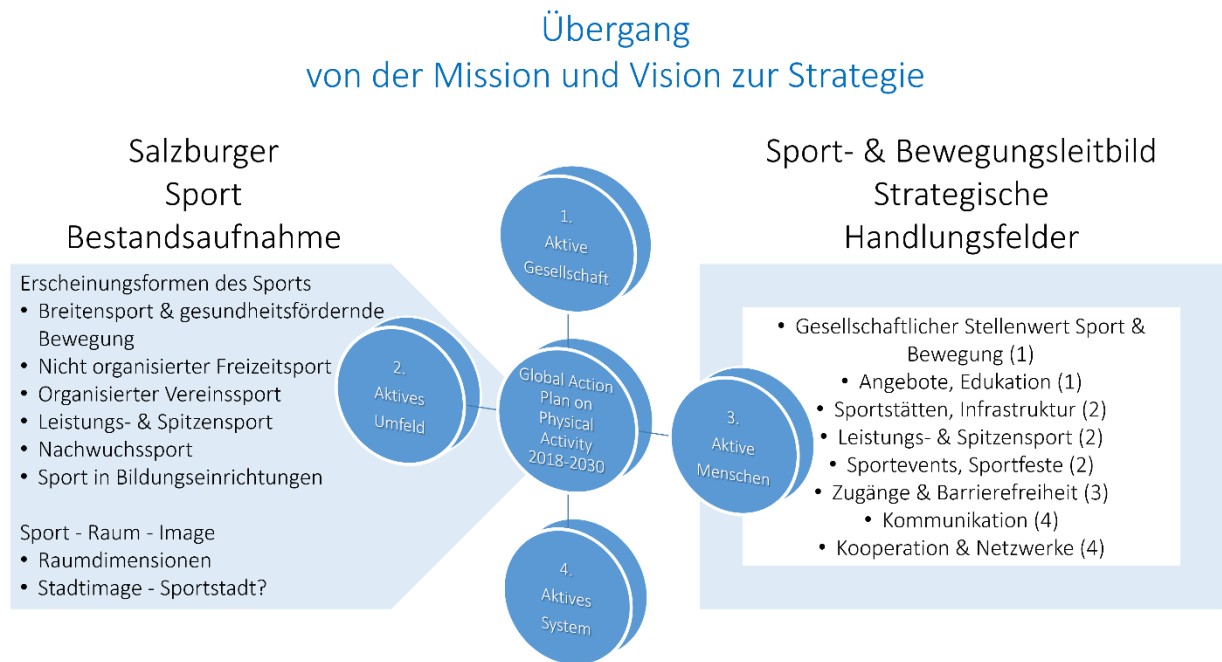 Übergang
von der Mission und Vision zur Strategie
Salzburger
Sport
Bestandsaufnahme
Erscheinungsformen des Sports
• Breitensport & gesundheitsfördernde
Bewegung
• Nicht organisierter Freizeitsport
• Organisierter Vereinssport
• Leistungs- & Spitzensport
• Nachwuchssport
• Sport in Bildungseinrichtungen
Sport - Raum - Image
• Raumdimensionen
• Stadtimage - Sportstadt?
1.
Aktive
Gesellschaft
2.
Aktives
Umfeld
Global Action
Plan on
Physical
Activity
2018-2030
3.
Aktive
Menschen
4.
Aktives
System
Sport- & Bewegungsleitbild
Strategische
Handlungsfelder
• Gesellschaftlicher Stellenwert Sport &
Bewegung (1)
• Angebote, Edukation (1)
• Sportstätten, Infrastruktur (2)
• Leistungs- & Spitzensport (2)
• Sportevents, Sportfeste (2)
• Zugänge & Barrierefreiheit (3)
• Kommunikation (4)
• Kooperation & Netzwerke (4)